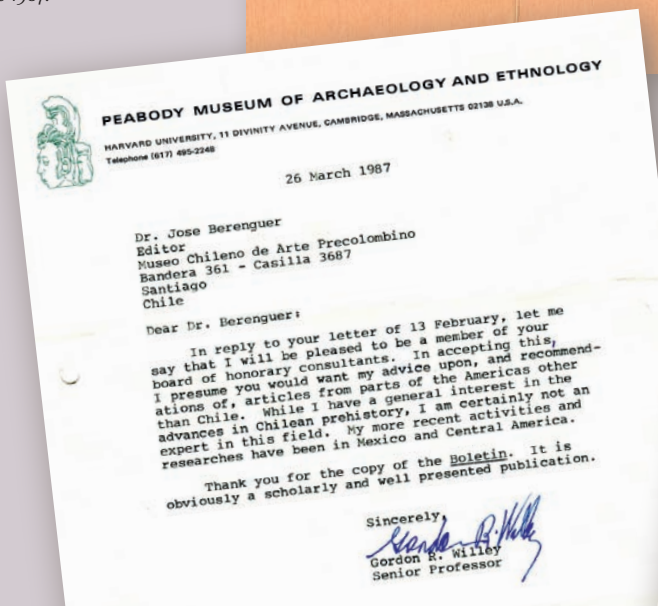 PEABODY MUSEUM OF ARCHAEOLOGY AND ETHNOLOGY
HARVARD UNIVERSITY, 11 DIVINITY AVENUE, CAMBRIDGE, MASSACHUSETTS 02138 U.S.A.
Telephone (617) 495-2248
26 March 1987
Dr. Jose Berenguer
Editor
Museo Chileno de Arte Precolombino
Bandera 361 - Casilla 3687
Santiago
Chile
Dear Dr. Berenguer:
In reply to your letter of 13 February, let me
say that I will be pleased to be a member of your
board of honorary consultants. In accepting this,
I presume you would want my advice upon, and recommend-
ations of, articles from parts of the Americas other
than Chile. While I have a general interest in the
advances in Chilean prehistory, I am certainly not an
expert in this field. My more recent activities and
researches have been in Mexico and Central America.
Thank you for the copy of the Boletin. It is
obviously a scholarly and well presented publication.
Sincerely,
Gordon R. Willey
Gordon R. Willey
Senior Professor